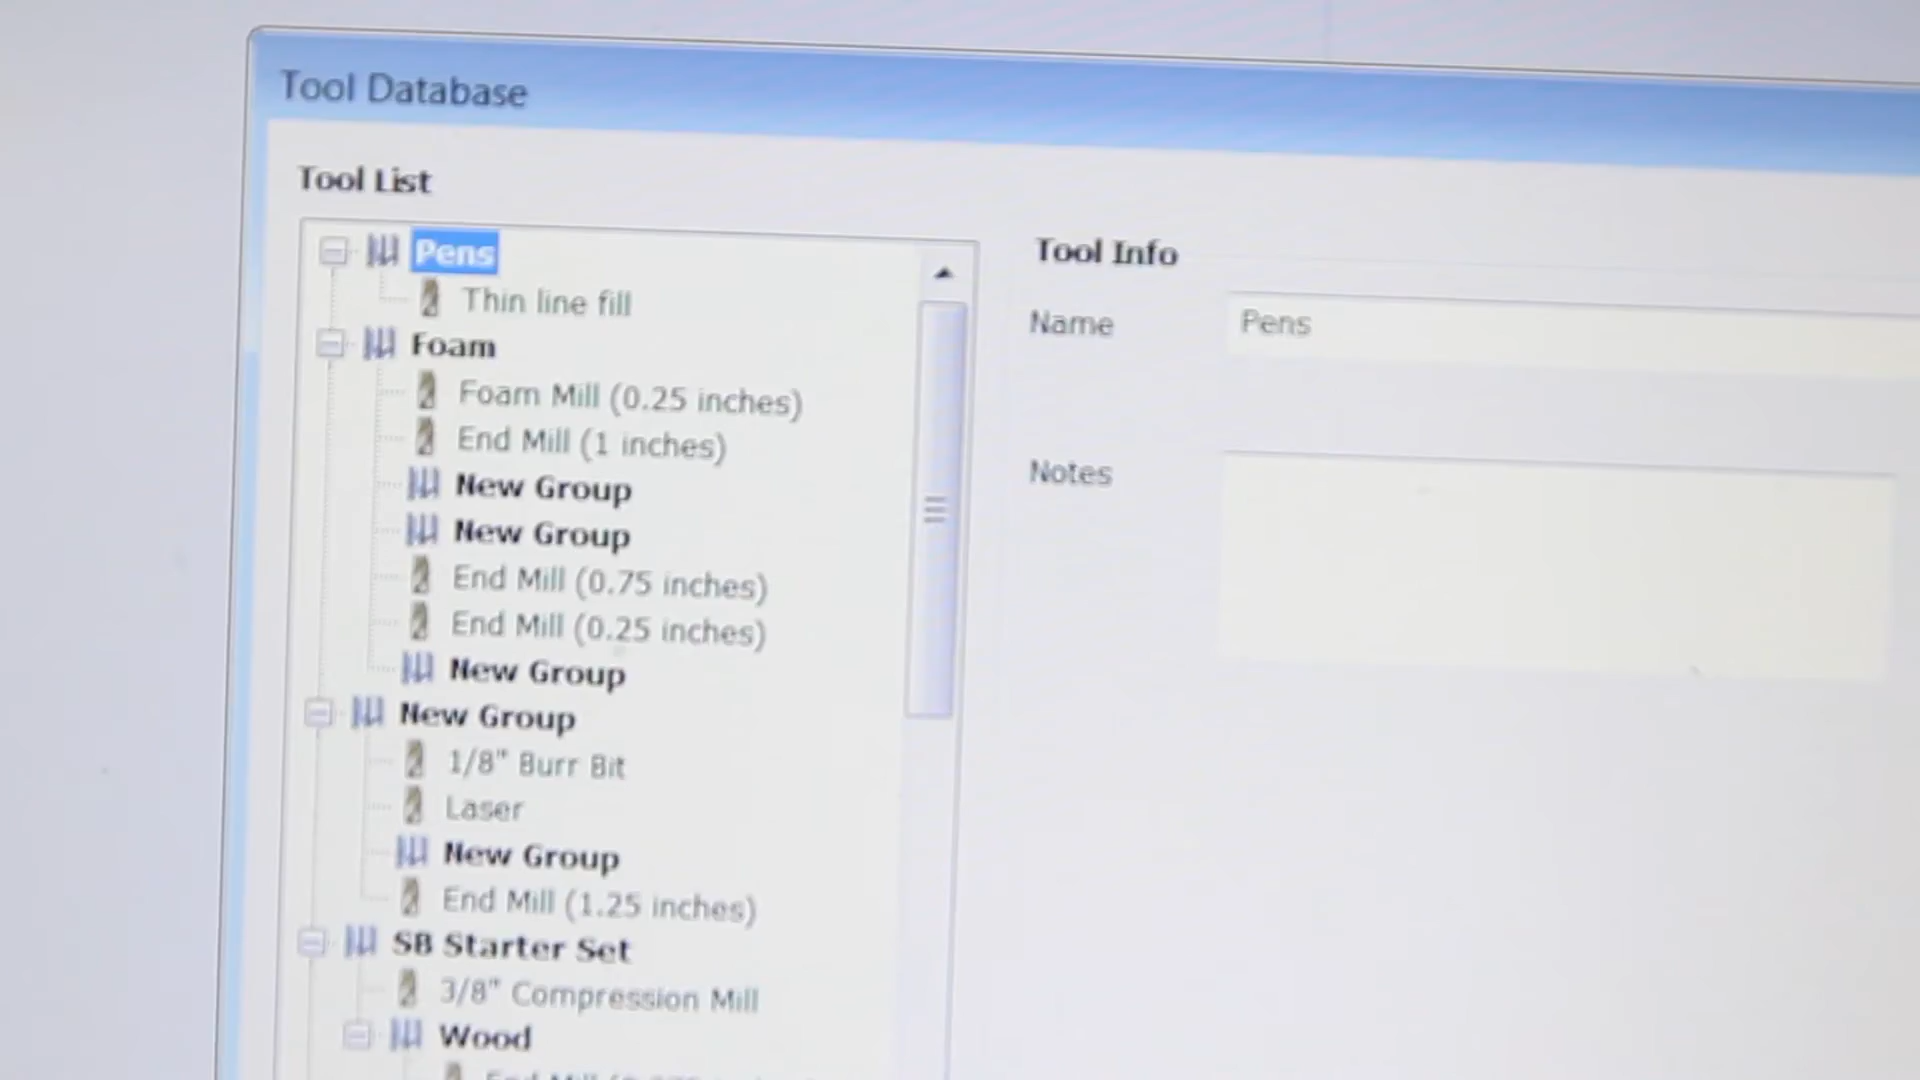 Tool Database
Tool List
Pens
Thin line fill
Foam
Foam Mill (0.25 inches)
End Mill (1 inches)
New Group
New Group
End Mill (0.75 inches)
End Mill (0.25 inches)
New Group
New Group
1/8" Burr Bit
Laser
New Group
End Mill (1.25 inches)
SB Starter Set
3/8" Compression Mill
Wood
End Mill
Tool Info
Name
Pens
Notes